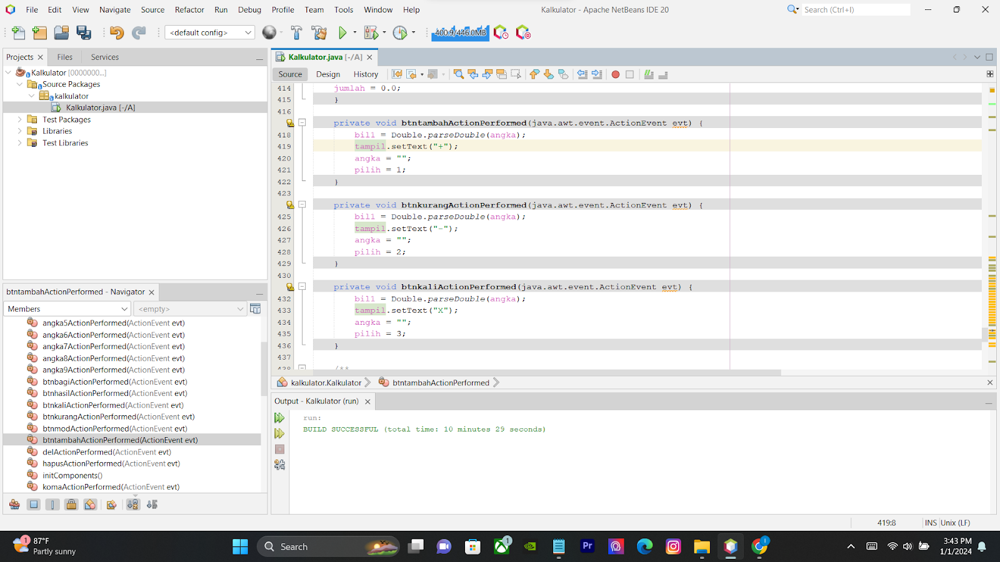 File Edit View Navigate Source Refactor Run Debug Profile Team Tools Window Help
Kalkulator - Apache NetBeans IDE 20
Search (Ctrl+I)
<default config>
400.9/446.0MB
Projects
Files
Services
Kalkulator [0000000...]
Source Packages
kalkulator
Kalkulator.java [-/A]
Test Packages
Libraries
Test Libraries
btntambahActionPerformed - Navigator
Members
<empty>
angka5ActionPerformed(ActionEvent evt)
angka6ActionPerformed(ActionEvent evt)
angka7ActionPerformed(ActionEvent evt)
angka8ActionPerformed(ActionEvent evt)
angka9ActionPerformed(ActionEvent evt)
btnbagiActionPerformed(ActionEvent evt)
btnhasilActionPerformed(ActionEvent evt)
btnkaliActionPerformed(ActionEvent evt)
btnkurangActionPerformed(ActionEvent evt)
btnmodActionPerformed(ActionEvent evt)
btntambahActionPerformed(ActionEvent evt)
delActionPerformed(ActionEvent evt)
hapusActionPerformed(ActionEvent evt)
initComponents()
komaActionPerformed(ActionEvent evt)
Kalkulator.java [-/A]
Source Design History
414 jumlah = 0.0;
415 }
416
private void btntambahActionPerformed(java.awt.event.ActionEvent evt) {
418 bil1 = Double.parseDouble(angka);
419 tampil.setText("+");
420 angka = "";
421 pilih = 1;
422 }
423
private void btnkurangActionPerformed(java.awt.event.ActionEvent evt) {
425 bil1 = Double.parseDouble(angka);
426 tampil.setText("-");
427 angka = "";
428 pilih = 2;
429 }
430
private void btnkaliActionPerformed(java.awt.event.ActionEvent evt) {
432 bil1 = Double.parseDouble(angka);
433 tampil.setText("X");
434 angka = "";
435 pilih = 3;
436 }
437
438 /**
kalkulator.Kalkulator
btntambahActionPerformed
Output - Kalkulator (run)
run:
BUILD SUCCESSFUL (total time: 10 minutes 29 seconds)
419:8
INS
Unix (LF)
1
87°F
Partly sunny
Search
1
Pr
3:43 PM
1/1/2024